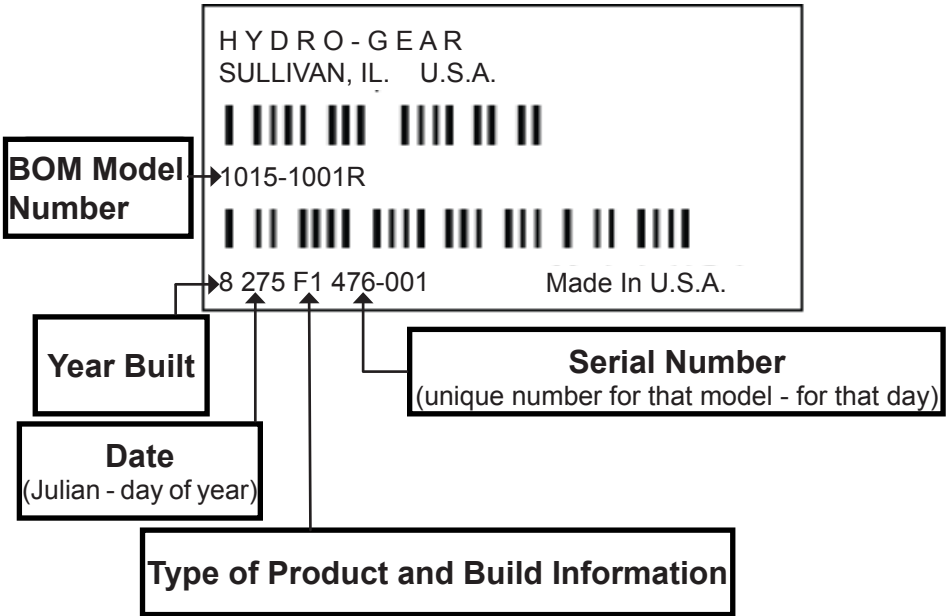 HYDRO-GEAR
SULLIVAN, IL. U.S.A.
BOM Model
Number
1015-1001R
8 275 F1 476-001 Made In U.S.A.
Year Built
Serial Number
(unique number for that model - for that day)
Date
(Julian - day of year)
Type of Product and Build Information